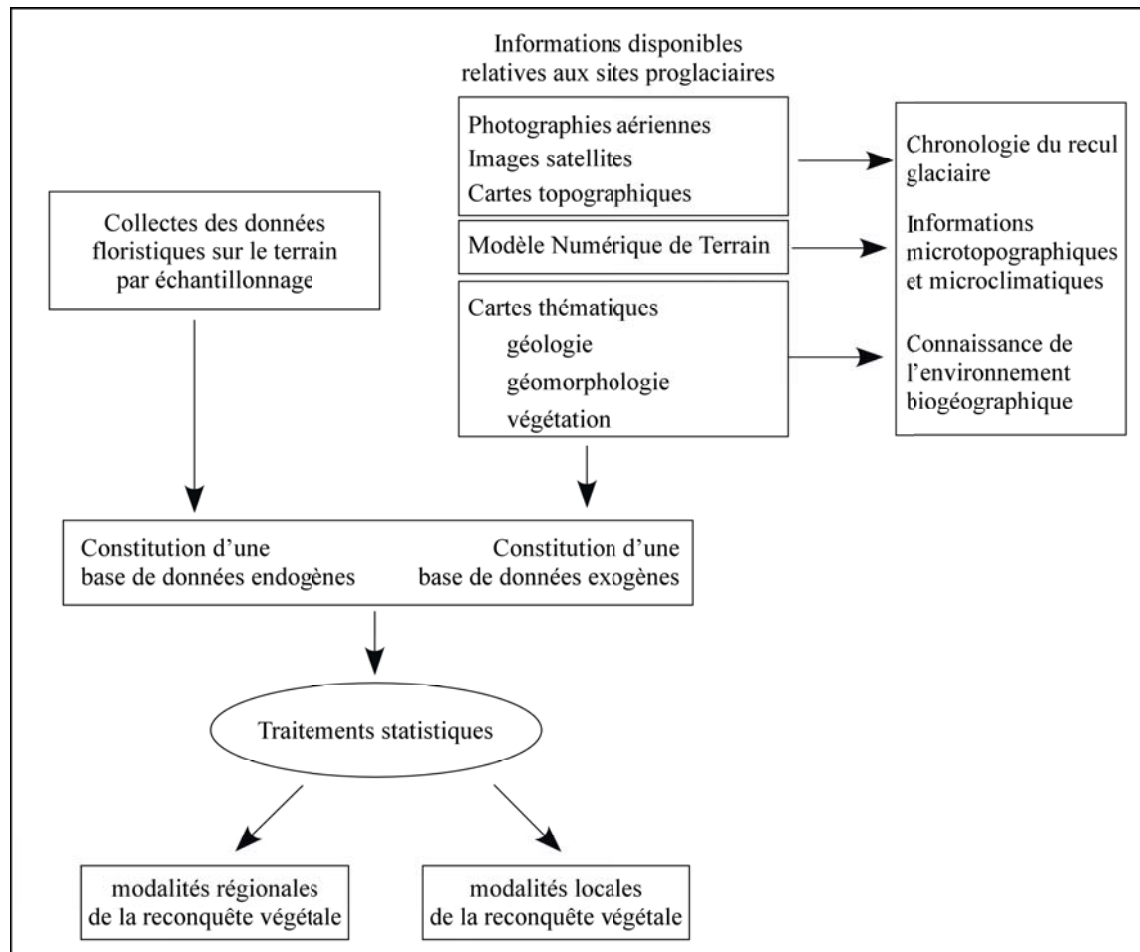 Informations disponibles
relatives aux sites proglaciaires
Photographies aériennes
Images satellites
Cartes topographiques
Chronologie du recul
glaciaire
Collectes des données
floristiques sur le terrain
par échantillonnage
Modèle Numérique de Terrain
Informations
microtopographiques
et microclimatiques
Cartes thématiques
géologie
géomorphologie
végétation
Connaissance de
l’environnement
biogéographique
Constitution d’une
base de données endogènes
Constitution d’une
base de données exogènes
Traitements statistiques
modalités régionales
de la reconquête végétale
modalités locales
de la reconquête végétale